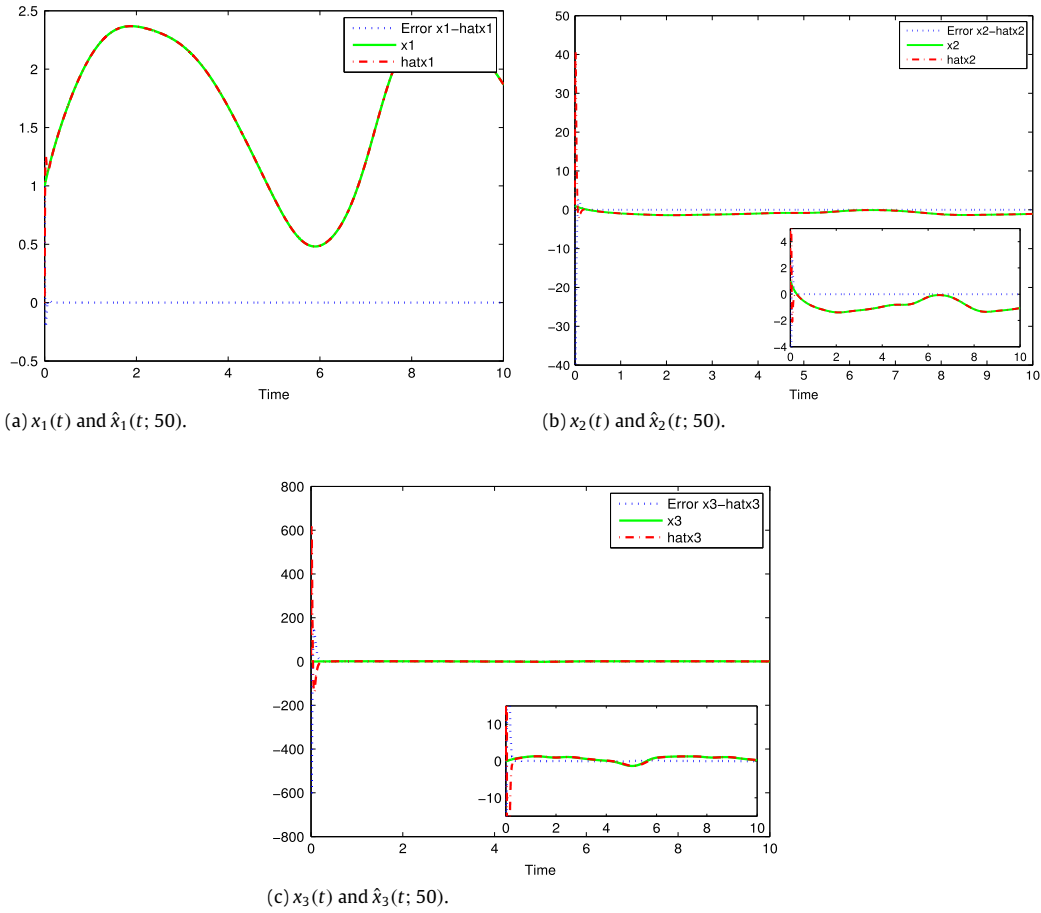 2.5
2
1.5
1
0.5
0
−0.5
0 2 4 6 8 10
Time
Error x1−hatx1
x1
hatx1
(a) x₁(t) and x̂₁(t; 50).
50
40
30
20
10
0
−10
−20
−30
−40
0 1 2 3 4 5 6 7 8 9 10
Time
Error x2−hatx2
x2
hatx2
4
2
0
−2
−4
0 2 4 6 8 10
(b) x₂(t) and x̂₂(t; 50).
800
600
400
200
0
−200
−400
−600
−800
0 2 4 6 8 10
Time
Error x3−hatx3
x3
hatx3
10
0
−10
0 2 4 6 8 10
(c) x₃(t) and x̂₃(t; 50).